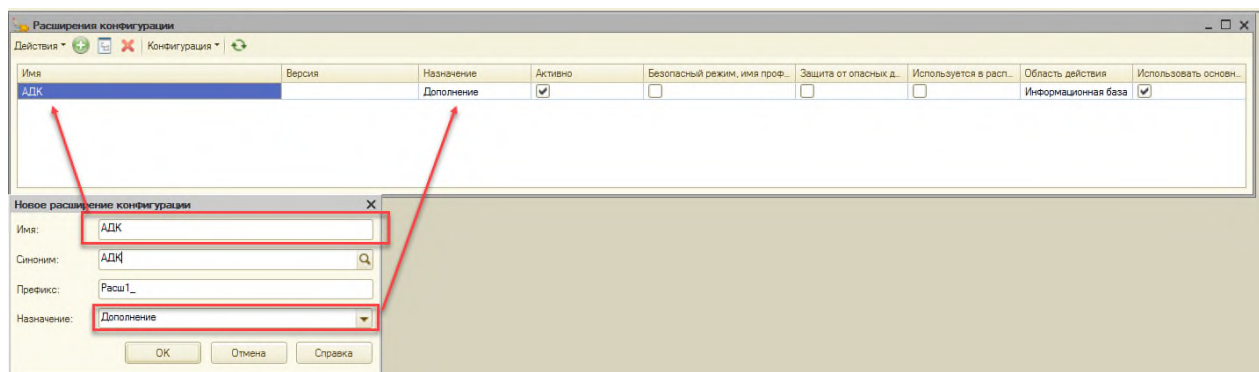 Расширения конфигурации
Действия Конфигурация
Имя Версия Назначение Активно Безопасный режим, имя проф... Защита от опасных д... Используется в расп... Область действия Использовать основн...
АДК Дополнение Информационная база
Новое расширение конфигурации
Имя: АДК
Синоним: АДК
Префикс: Расш1_
Назначение: Дополнение
ОК Отмена Справка